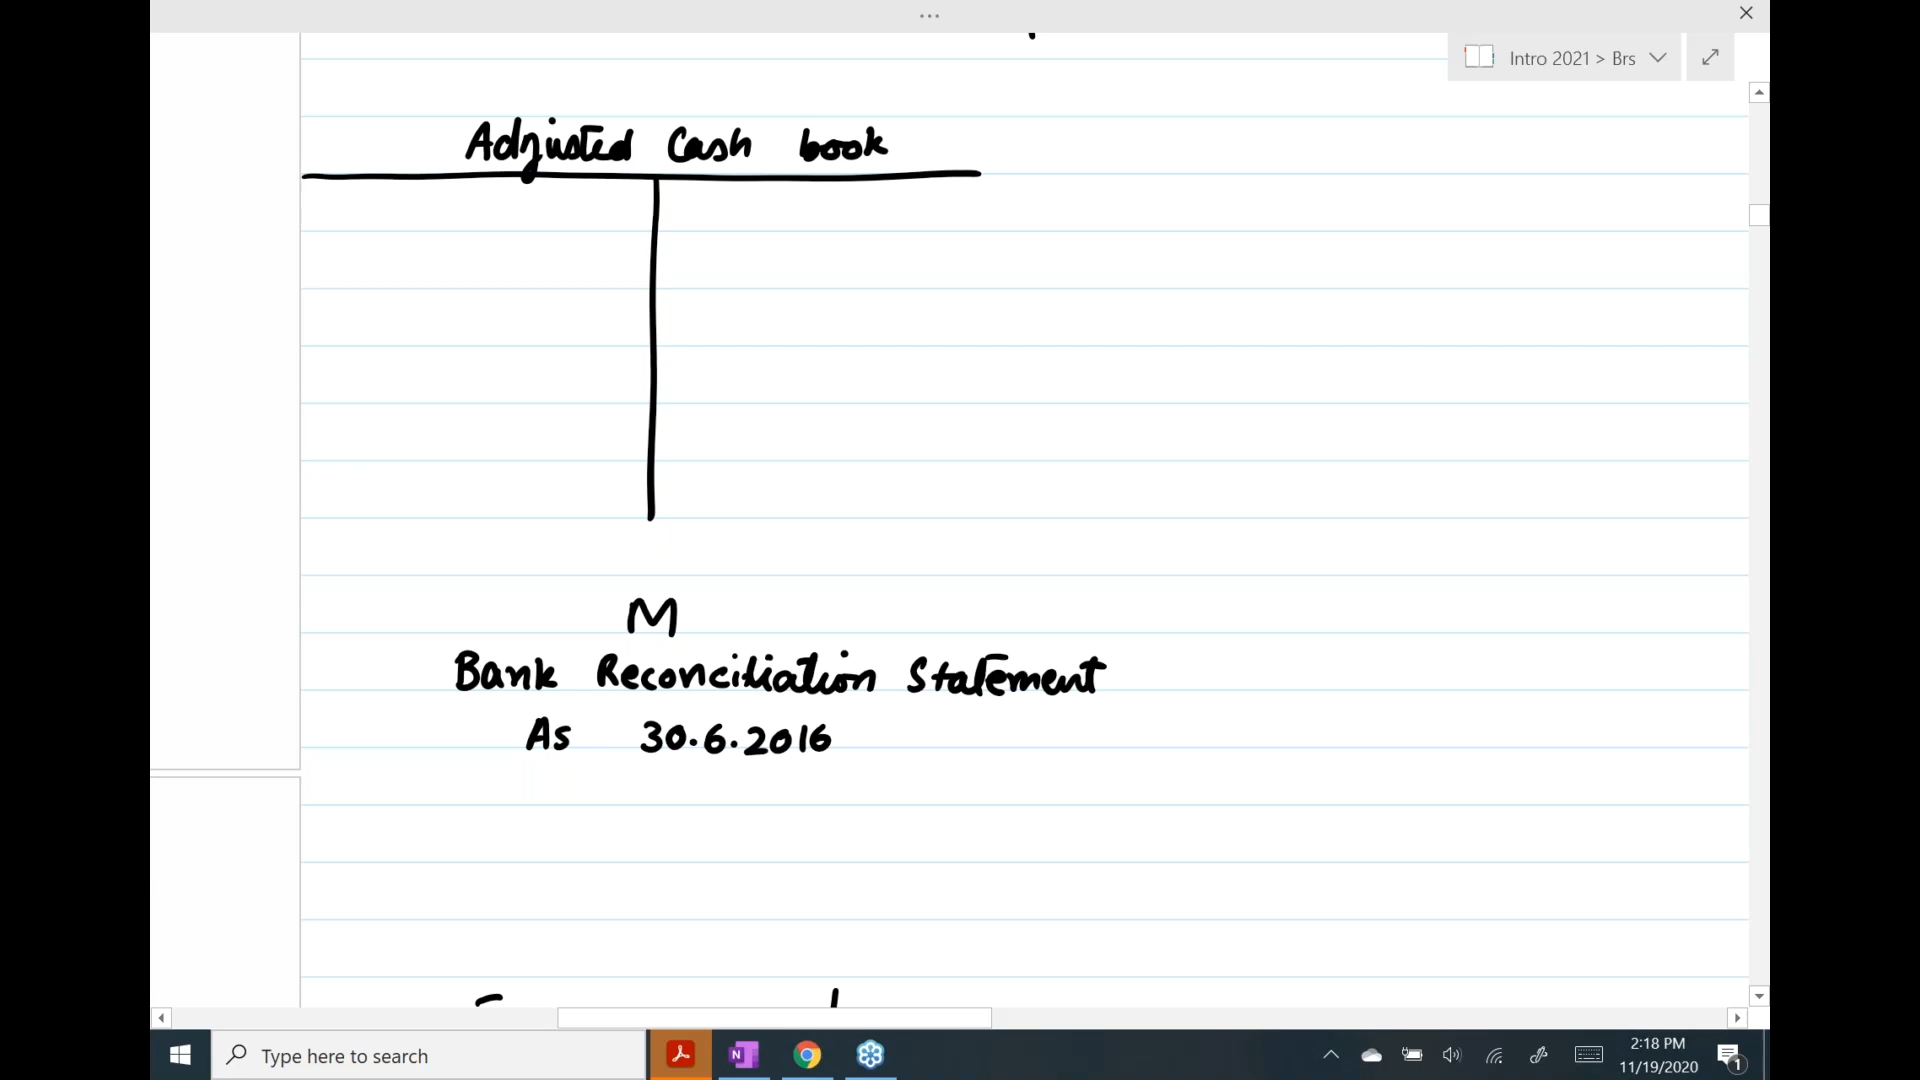 ...
Intro 2021 > Brs
Adjusted Cash book
M
Bank Reconciliation Statement
As 30.6.2016
Type here to search
N
2:18 PM
11/19/2020
1